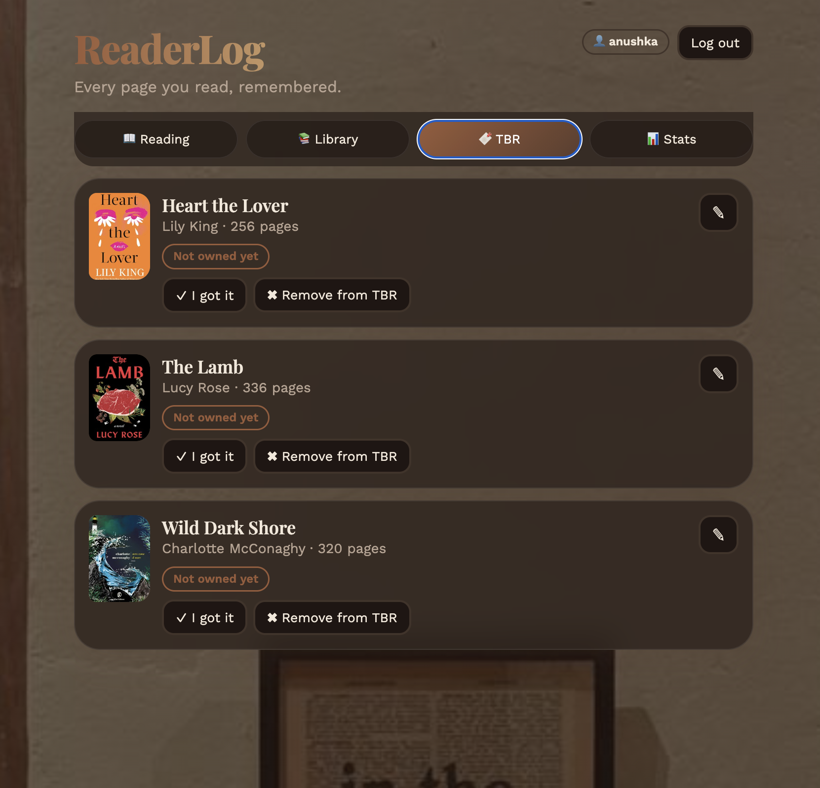 ReaderLog
anushka
Log out
Every page you read, remembered.
Reading
Library
TBR
Stats
Heart
the
Lover
LILY KING
Heart the Lover
Lily King · 256 pages
Not owned yet
✓ I got it
✖ Remove from TBR
The
LAMB
LUCY ROSE
The Lamb
Lucy Rose · 336 pages
Not owned yet
✓ I got it
✖ Remove from TBR
Wild Dark Shore
Charlotte McConaghy · 320 pages
Not owned yet
✓ I got it
✖ Remove from TBR
in the